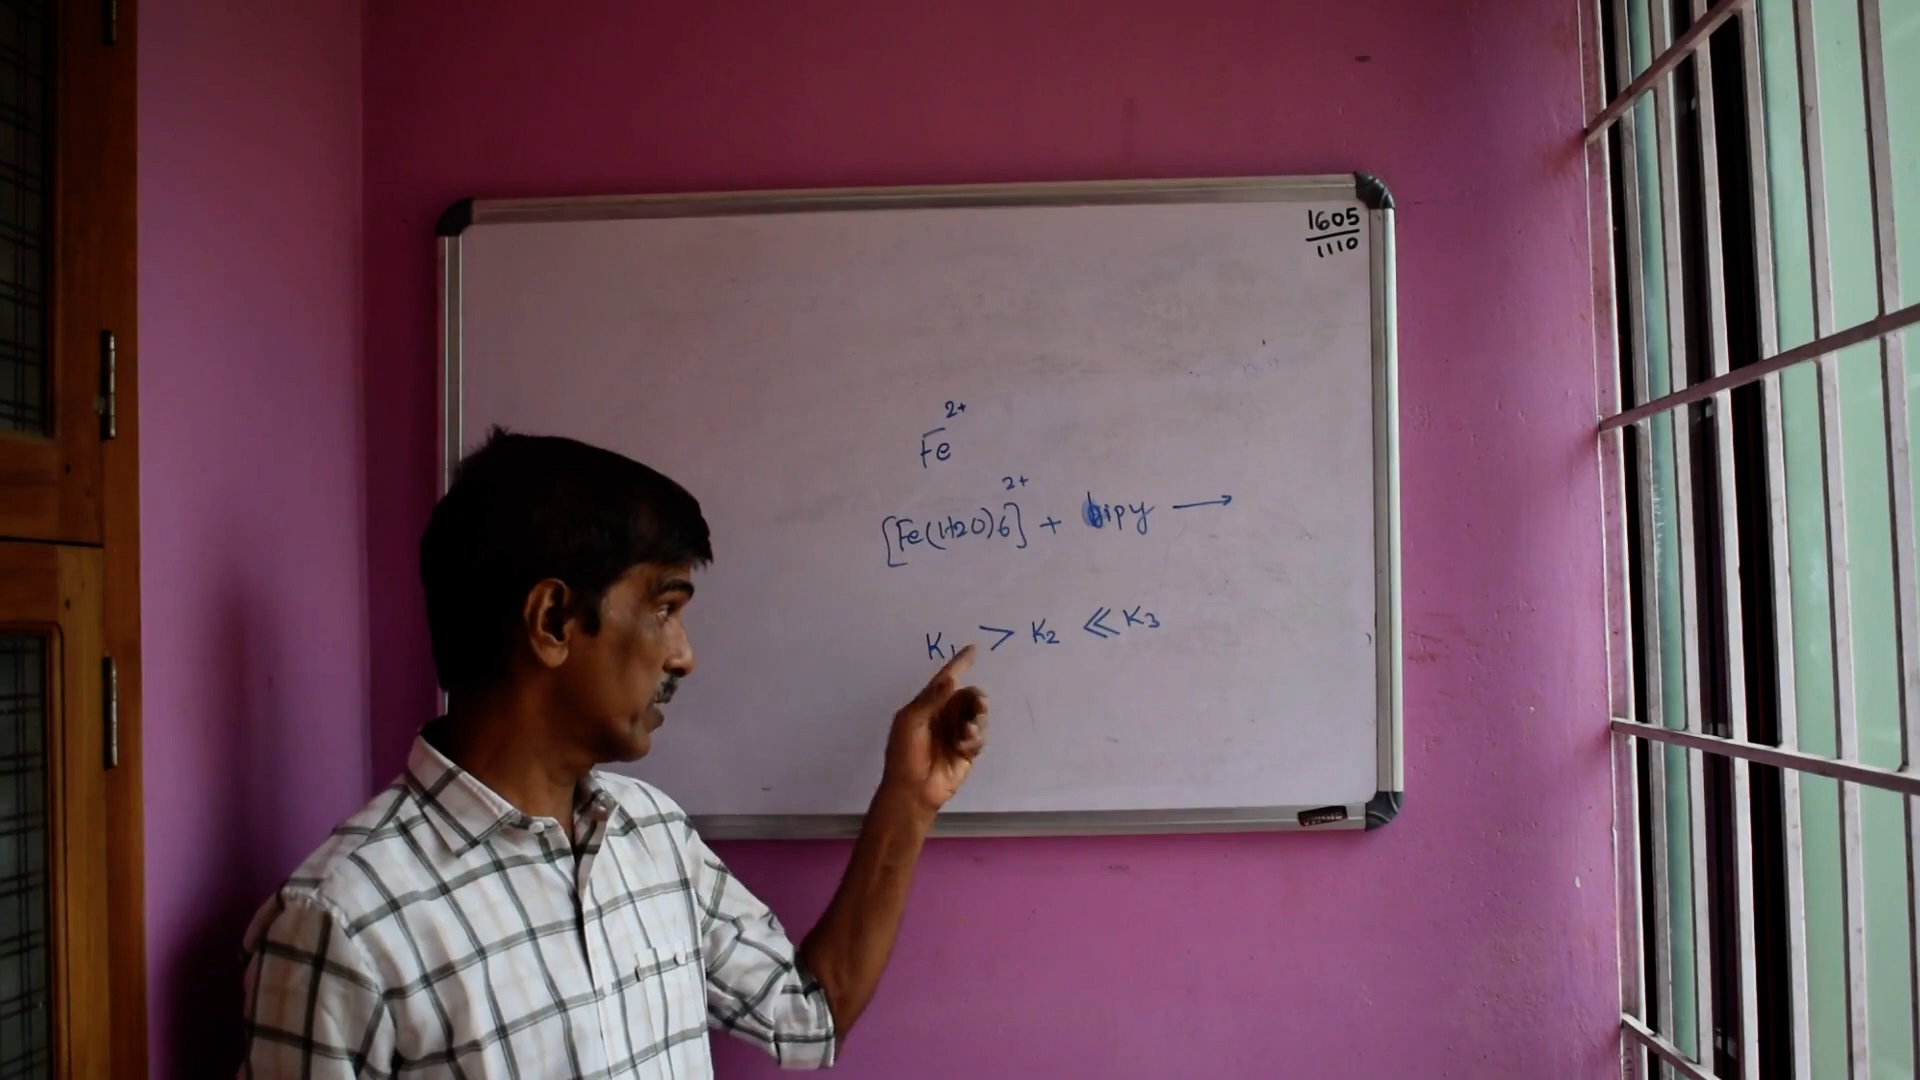 1605
1110
Fe2+
[Fe(H2O)6]2+ + bipy →
K1 > K2 ≪ K3